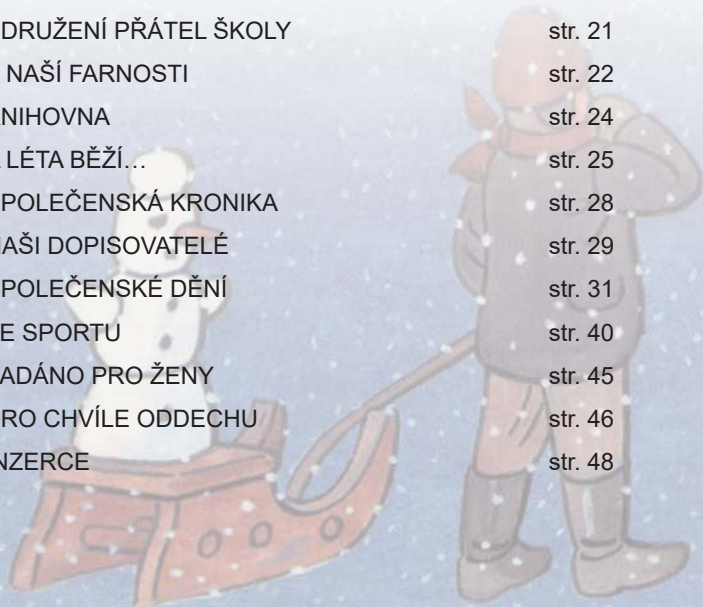 DRUŽENÍ PŘÁTEL ŠKOLY str. 21
NAŠÍ FARNOSTI str. 22
NIHOVNA str. 24
LÉTA BĚŽÍ… str. 25
POLEČENSKÁ KRONIKA str. 28
AŠI DOPISOVATELÉ str. 29
POLEČENSKÉ DĚNÍ str. 31
E SPORTU str. 40
ADÁNO PRO ŽENY str. 45
RO CHVÍLE ODDECHU str. 46
NZERCE str. 48